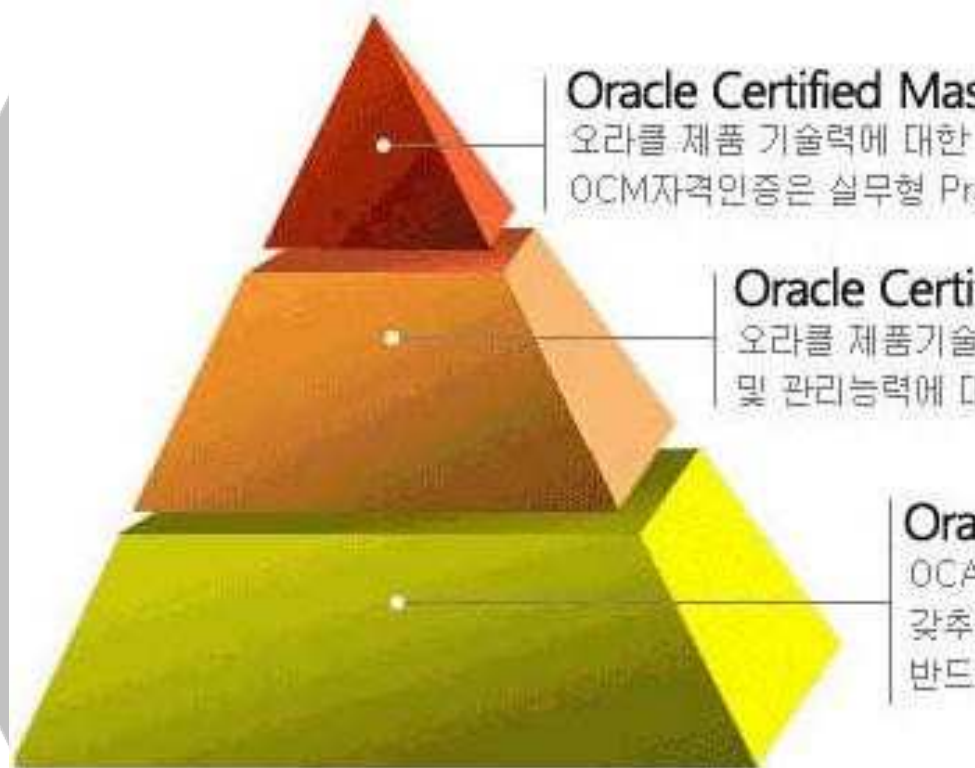 Oracle Certified Mas
오라클 제품 기술력에 대한
OCM자격인증은 실무형 Pr
Oracle Certi
오라클 제품기술
및 관리능력에 대
Ora
OCA
갖추
반드